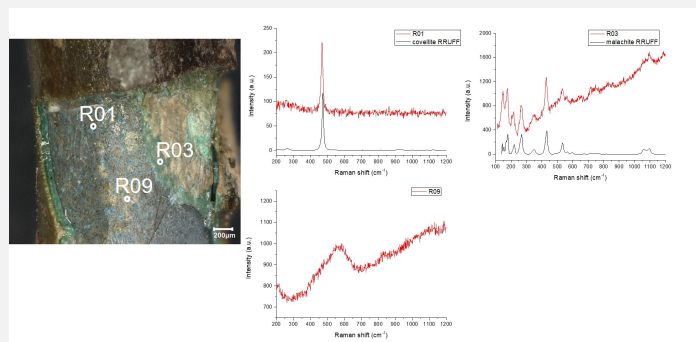 R01
R03
R09
200µm
R01
covellite RRUFF
Intensity (a.u.)
250
200
150
100
50
0
200 300 400 500 600 700 800 900 1000 1100 1200
Raman shift (cm⁻¹)
R03
malachite RRUFF
Intensity (a.u.)
2000
1600
1200
800
400
0
100 200 300 400 500 600 700 800 900 1000 1100 1200
Raman shift (cm⁻¹)
R09
Intensity (a.u.)
1200
1100
1000
900
800
700
200 300 400 500 600 700 800 900 1000 1100 1200
Raman shift (cm⁻¹)